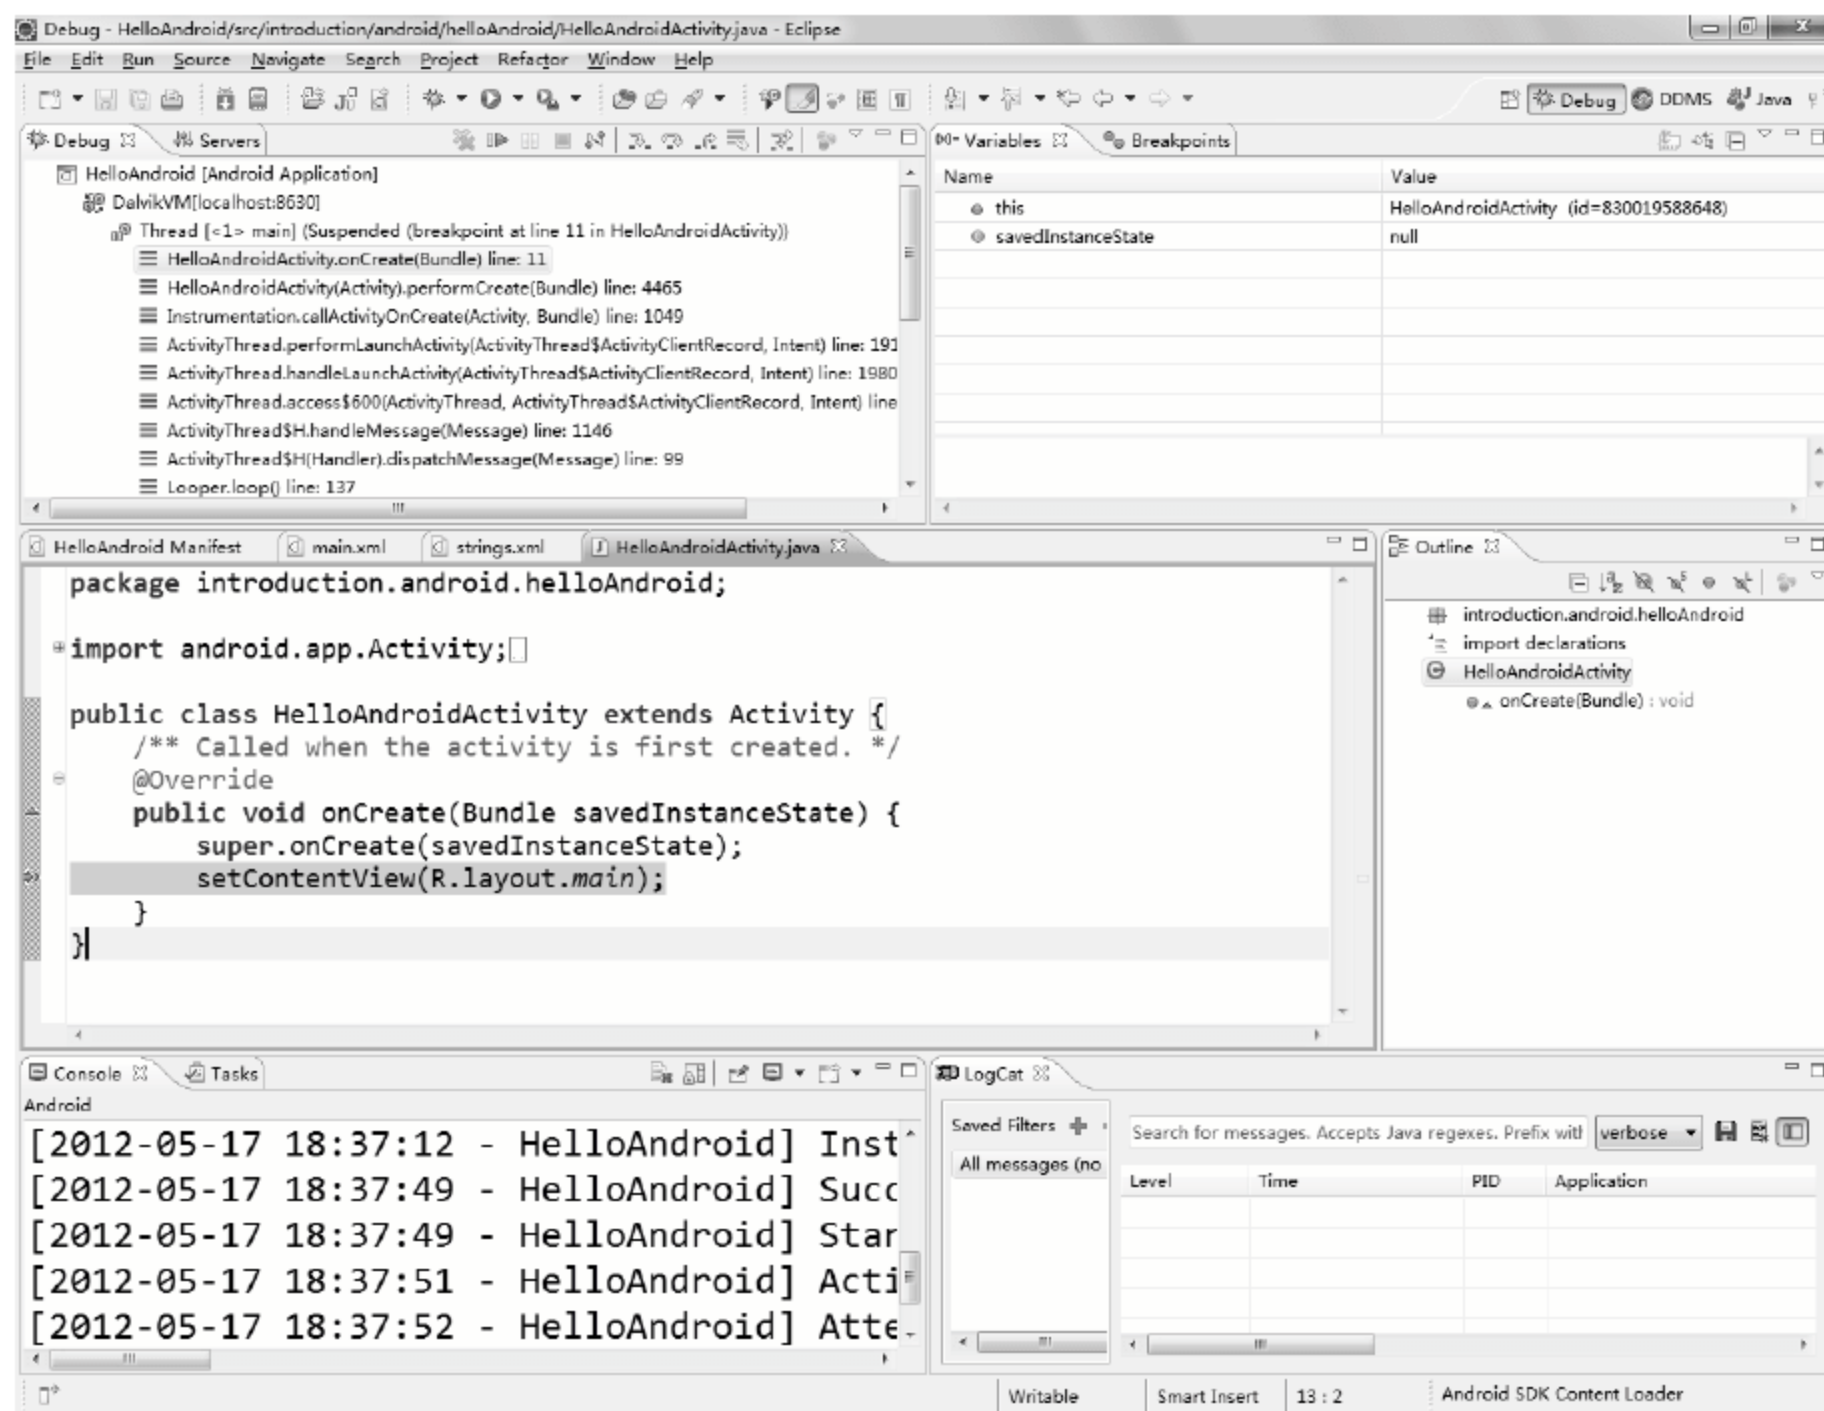 Debug - HelloAndroid/src/introduction/android/helloAndroid/HelloAndroidActivity.java - Eclipse
File Edit Run Source Navigate Search Project Refactor Window Help
Debug DDMS Java
Debug Servers
HelloAndroid [Android Application]
DalvikVM[localhost:8630]
Thread [<1> main] (Suspended (breakpoint at line 11 in HelloAndroidActivity))
HelloAndroidActivity.onCreate(Bundle) line: 11
HelloAndroidActivity(Activity).performCreate(Bundle) line: 4465
Instrumentation.callActivityOnCreate(Activity, Bundle) line: 1049
ActivityThread.performLaunchActivity(ActivityThread$ActivityClientRecord, Intent) line: 191
ActivityThread.handleLaunchActivity(ActivityThread$ActivityClientRecord, Intent) line: 1980
ActivityThread.access$600(ActivityThread, ActivityThread$ActivityClientRecord, Intent) line
ActivityThread$H.handleMessage(Message) line: 1146
ActivityThread$H(Handler).dispatchMessage(Message) line: 99
Looper.loop() line: 137
(x)= Variables Breakpoints
Name Value
this HelloAndroidActivity (id=830019588648)
savedInstanceState null
HelloAndroid Manifest main.xml strings.xml HelloAndroidActivity.java
package introduction.android.helloAndroid;
import android.app.Activity;
public class HelloAndroidActivity extends Activity {
/** Called when the activity is first created. */
@Override
public void onCreate(Bundle savedInstanceState) {
super.onCreate(savedInstanceState);
setContentView(R.layout.main);
}
}
Outline
introduction.android.helloAndroid
import declarations
HelloAndroidActivity
onCreate(Bundle) : void
Console Tasks
Android
[2012-05-17 18:37:12 - HelloAndroid] Inst
[2012-05-17 18:37:49 - HelloAndroid] Succ
[2012-05-17 18:37:49 - HelloAndroid] Star
[2012-05-17 18:37:51 - HelloAndroid] Acti
[2012-05-17 18:37:52 - HelloAndroid] Atte
LogCat
Saved Filters
All messages (no
Search for messages. Accepts Java regexes. Prefix with verbose
Level Time PID Application
Writable Smart Insert 13 : 2 Android SDK Content Loader